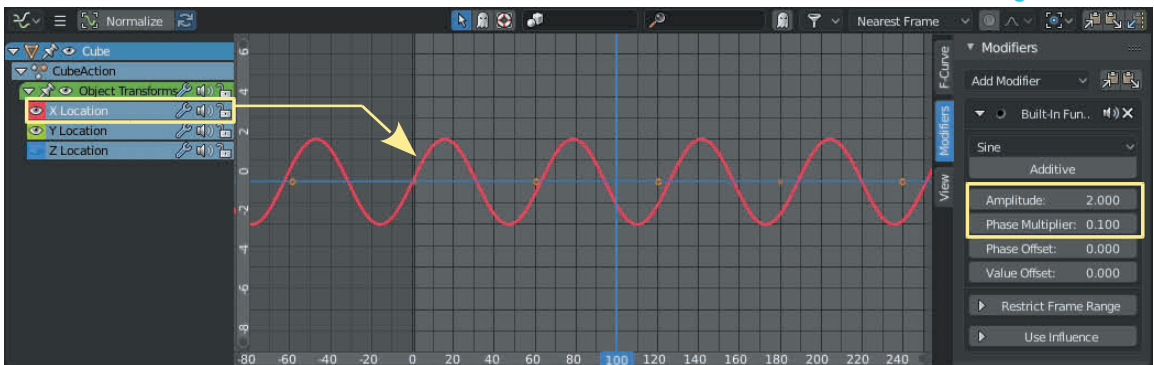 Normalize
Nearest Frame
Cube
CubeAction
Object Transforms
X Location
Y Location
Z Location
6
4
2
0
-2
-4
-6
-8
-80 -60 -40 -20 0 20 40 60 80 100 120 140 160 180 200 220 240
F-Curve
Modifiers
View
Modifiers
Add Modifier
Built-In Fun..
Sine
Additive
Amplitude: 2.000
Phase Multiplier: 0.100
Phase Offset: 0.000
Value Offset: 0.000
Restrict Frame Range
Use Influence